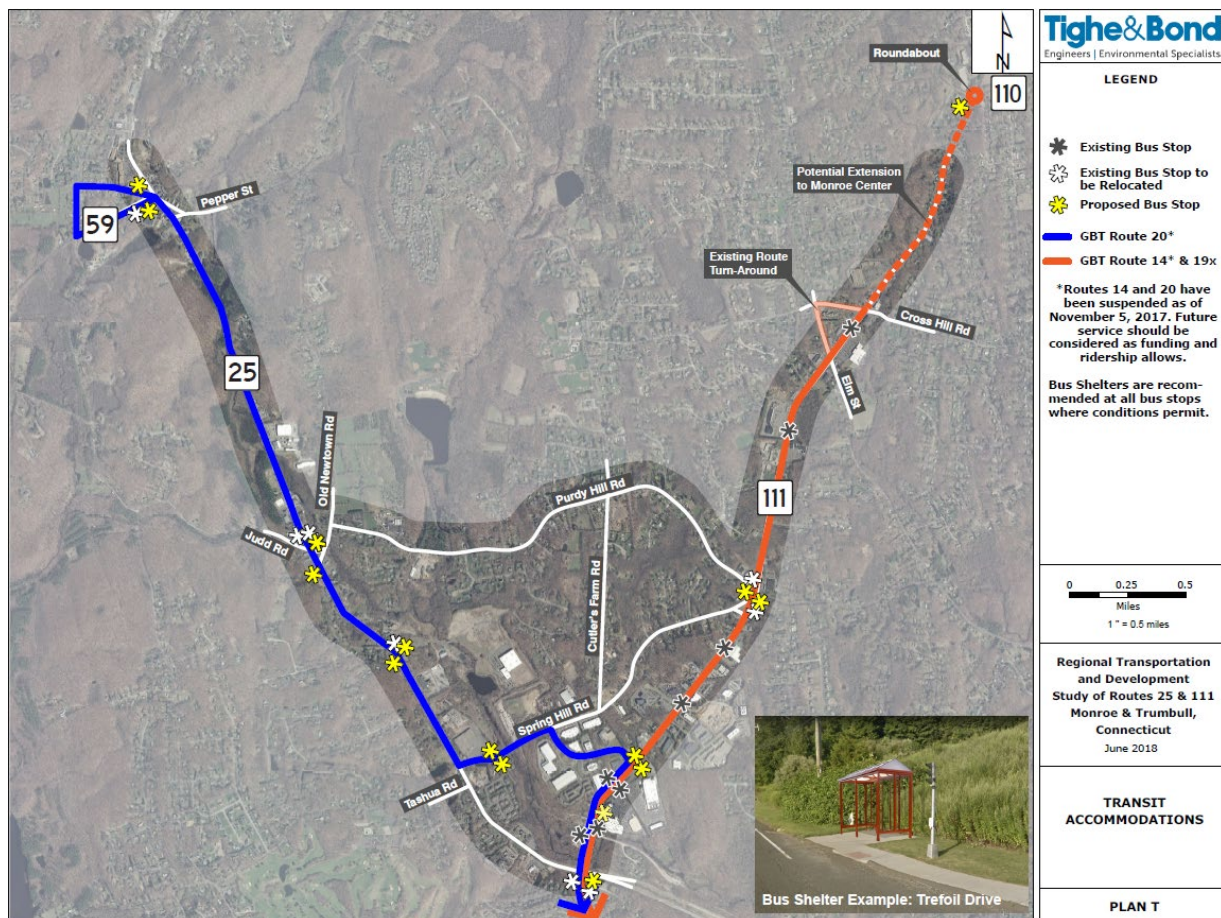 Roundabout
N
110
Potential Extension
to Monroe Center
Pepper St
59
Existing Route
Turn-Around
Cross Hill Rd
25
Elm St
Old Newtown Rd
Purdy Hill Rd
111
Judd Rd
Cutler's Farm Rd
Spring Hill Rd
Tashua Rd
Bus Shelter Example: Trefoil Drive
Tighe&Bond
Engineers | Environmental Specialists
LEGEND
Existing Bus Stop
Existing Bus Stop to
be Relocated
Proposed Bus Stop
GBT Route 20*
GBT Route 14* & 19x
*Routes 14 and 20 have
been suspended as of
November 5, 2017. Future
service should be
considered as funding and
ridership allows.
Bus Shelters are recom-
mended at all bus stops
where conditions permit.
0 0.25 0.5
Miles
1 " = 0.5 miles
Regional Transportation
and Development
Study of Routes 25 & 111
Monroe & Trumbull,
Connecticut
June 2018
TRANSIT
ACCOMMODATIONS
PLAN T